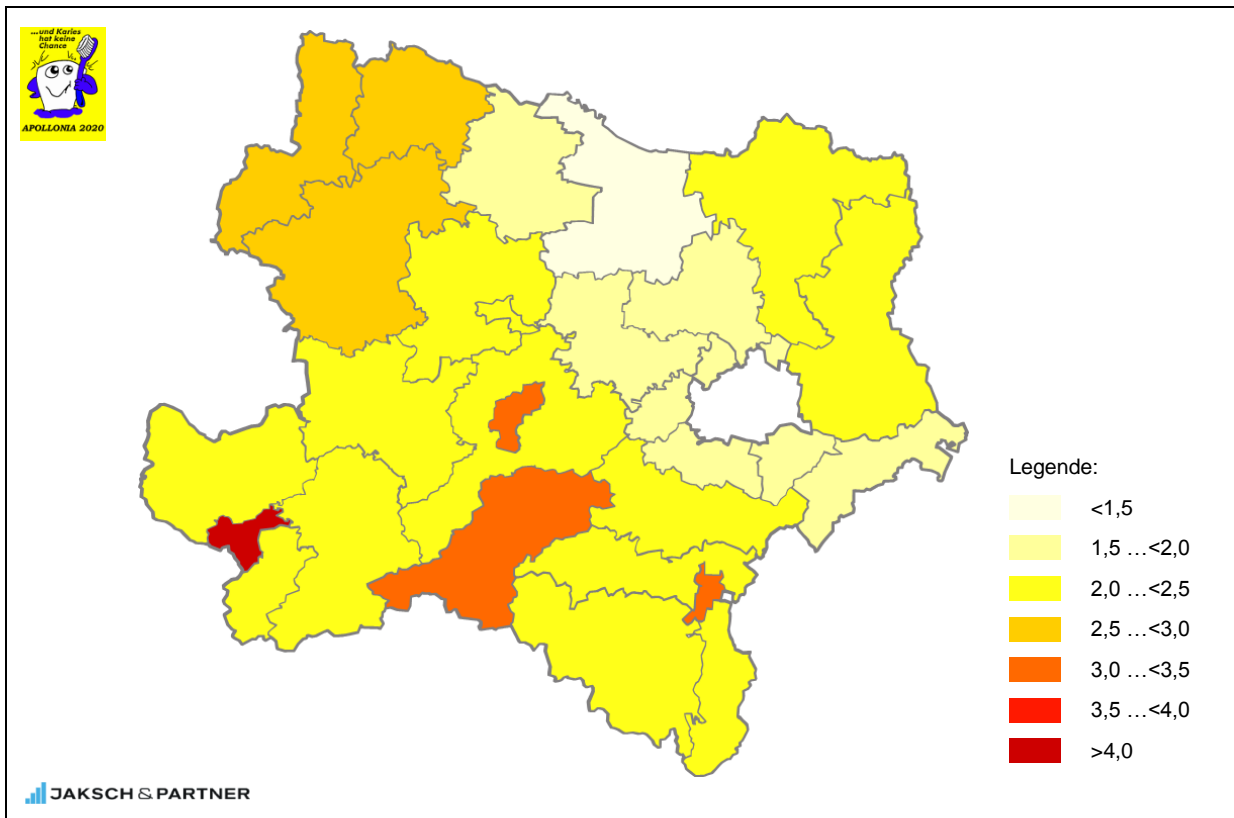 ...und Karies
hat keine
Chance
APOLLONIA 2020
Legende:
<1,5
1,5 …<2,0
2,0 …<2,5
2,5 …<3,0
3,0 …<3,5
3,5 …<4,0
>4,0
JAKSCH & PARTNER